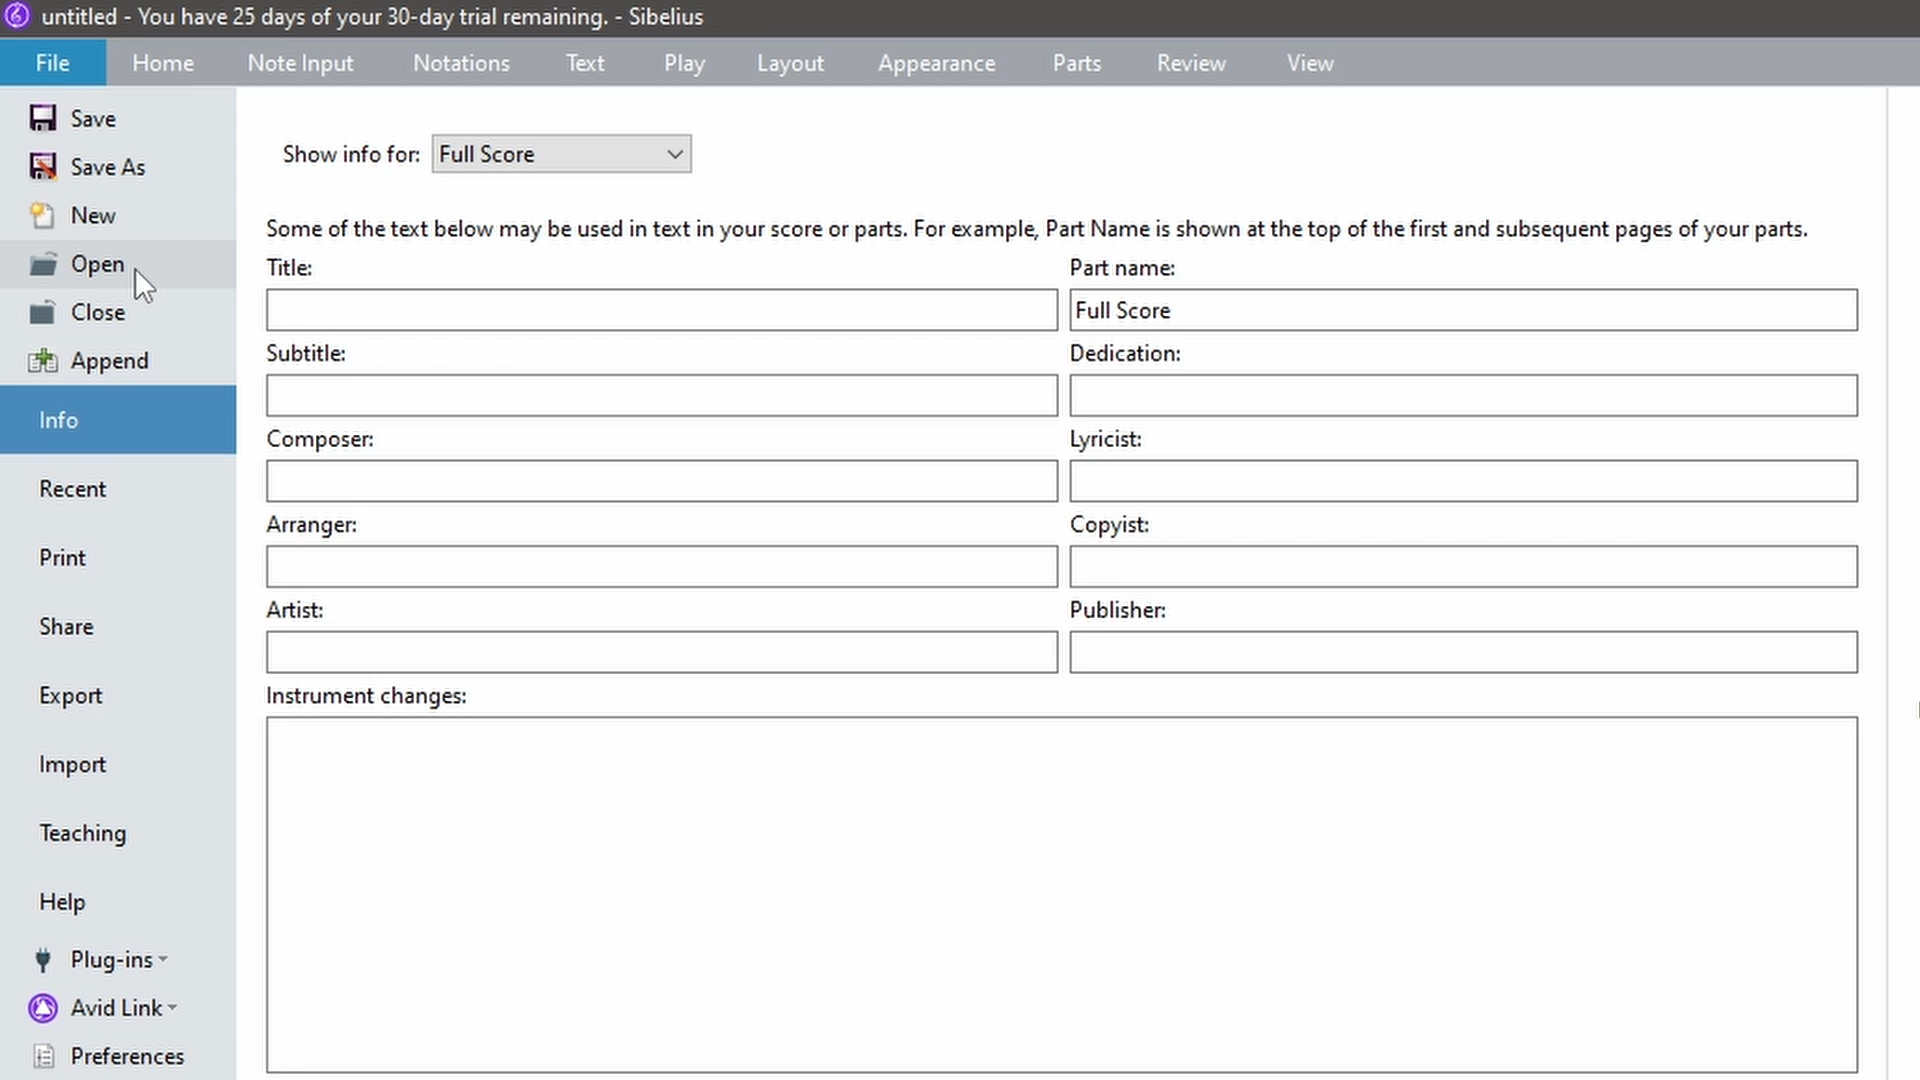 untitled - You have 25 days of your 30-day trial remaining. - Sibelius
File Home Note Input Notations Text Play Layout Appearance Parts Review View
Save
Save As
New
Open
Close
Append
Info
Recent
Print
Share
Export
Import
Teaching
Help
Plug-ins
Avid Link
Preferences
Show info for: Full Score
Some of the text below may be used in text in your score or parts. For example, Part Name is shown at the top of the first and subsequent pages of your parts.
Title: Part name:
Full Score
Subtitle: Dedication:
Composer: Lyricist:
Arranger: Copyist:
Artist: Publisher:
Instrument changes: